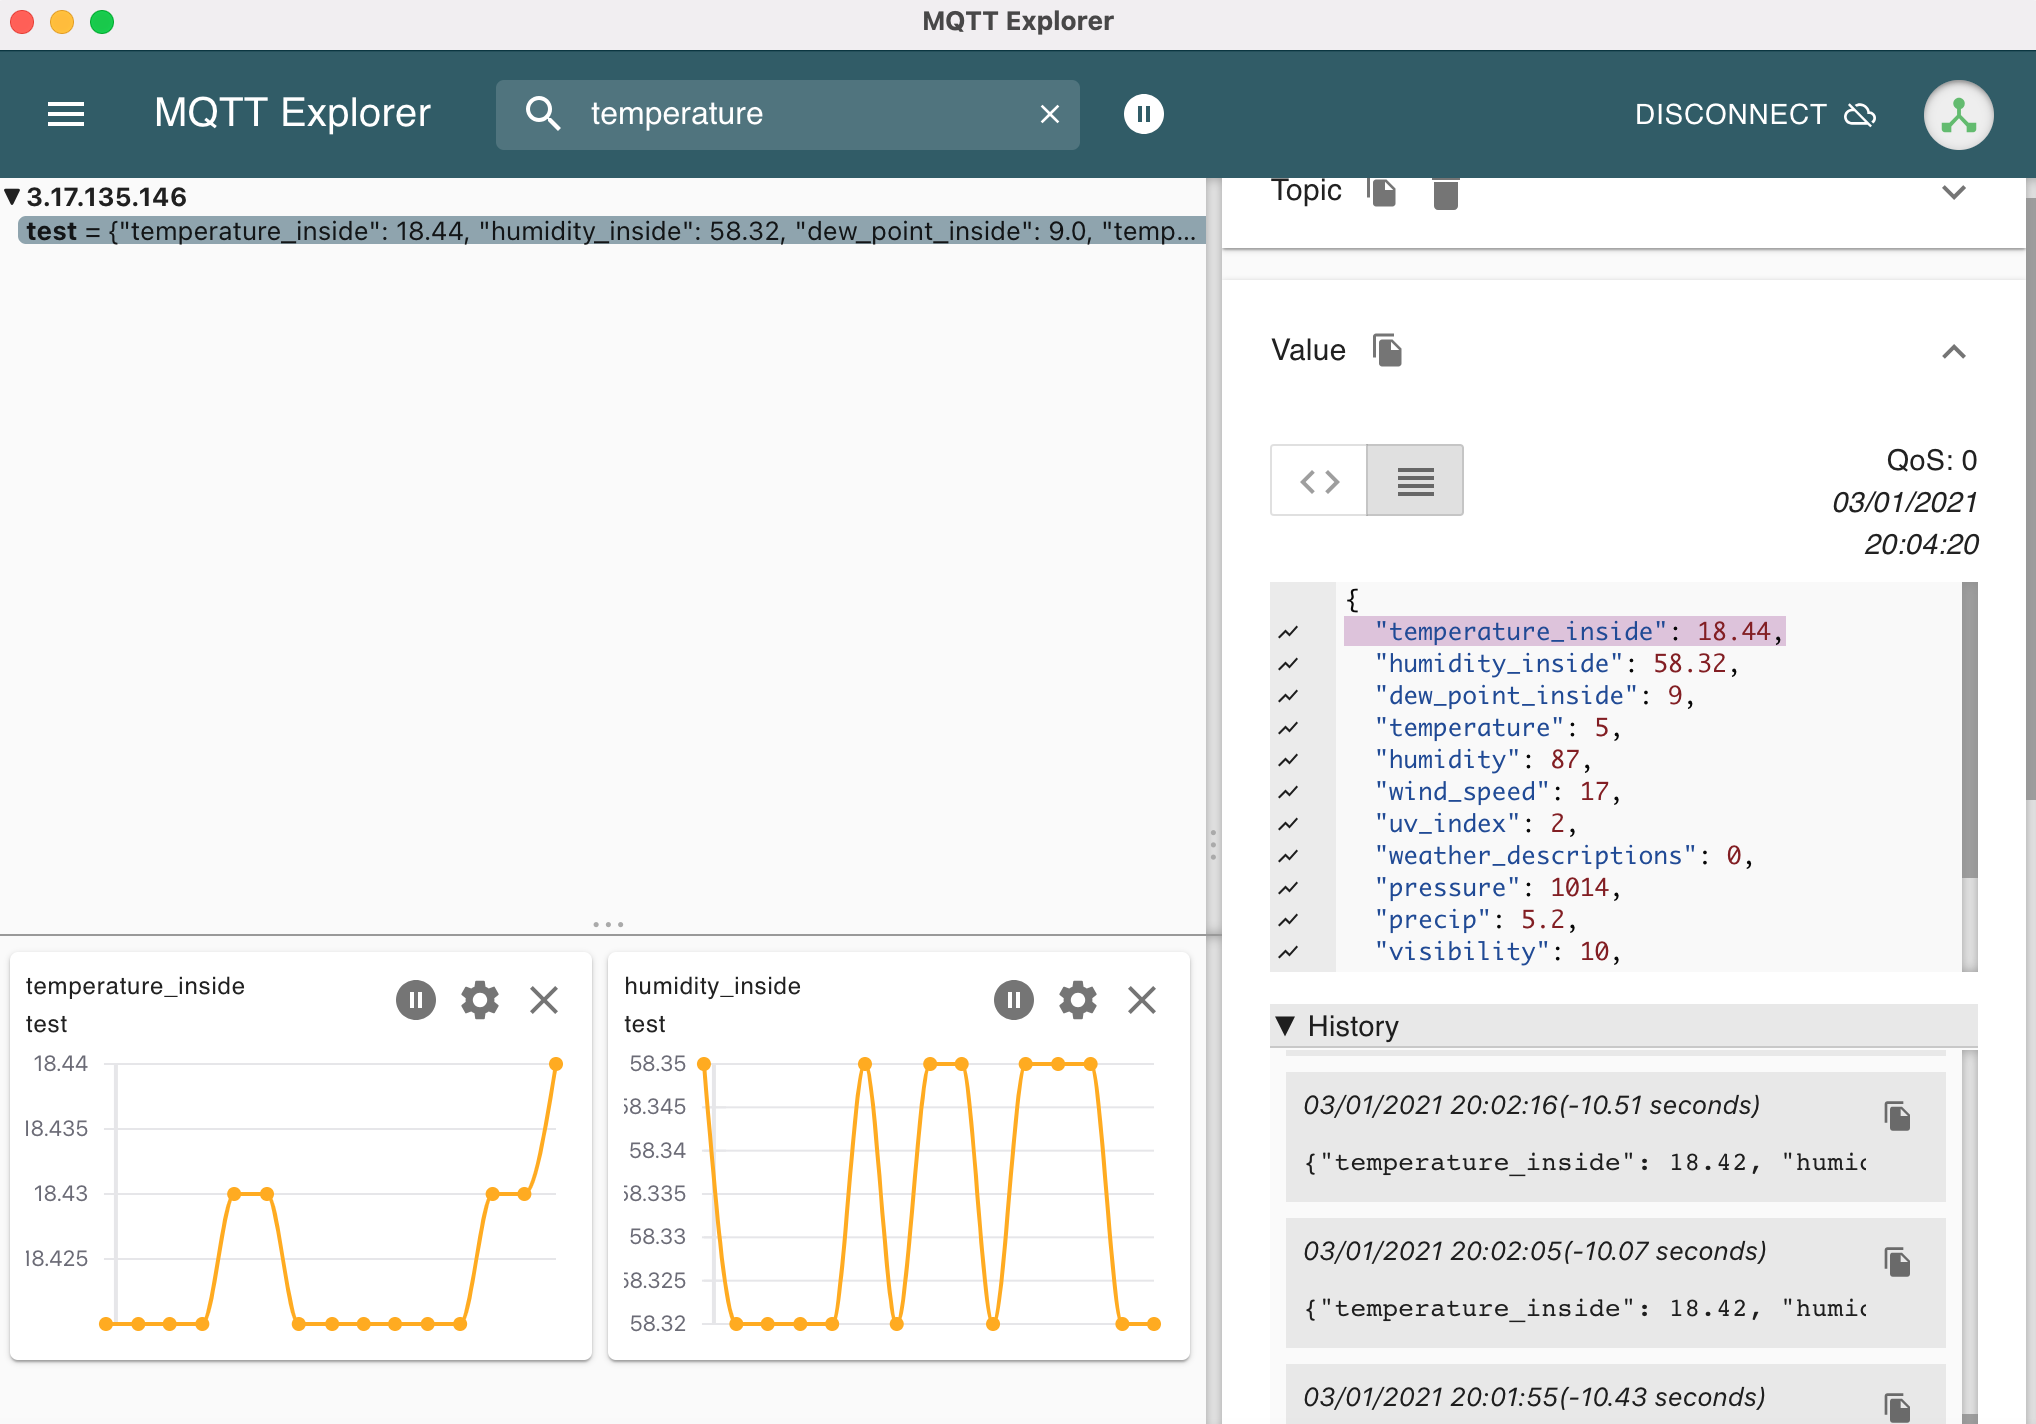 MQTT Explorer
MQTT Explorer
temperature
DISCONNECT
3.17.135.146
test = {"temperature_inside": 18.44, "humidity_inside": 58.32, "dew_point_inside": 9.0, "temp...
Topic
Value
QoS: 0
03/01/2021
20:04:20
{
"temperature_inside": 18.44,
"humidity_inside": 58.32,
"dew_point_inside": 9,
"temperature": 5,
"humidity": 87,
"wind_speed": 17,
"uv_index": 2,
"weather_descriptions": 0,
"pressure": 1014,
"precip": 5.2,
"visibility": 10,
History
03/01/2021 20:02:16(-10.51 seconds)
{"temperature_inside": 18.42, "humic
03/01/2021 20:02:05(-10.07 seconds)
{"temperature_inside": 18.42, "humic
03/01/2021 20:01:55(-10.43 seconds)
temperature_inside
test
18.44
18.435
18.43
18.425
humidity_inside
test
58.35
58.345
58.34
58.335
58.33
58.325
58.32